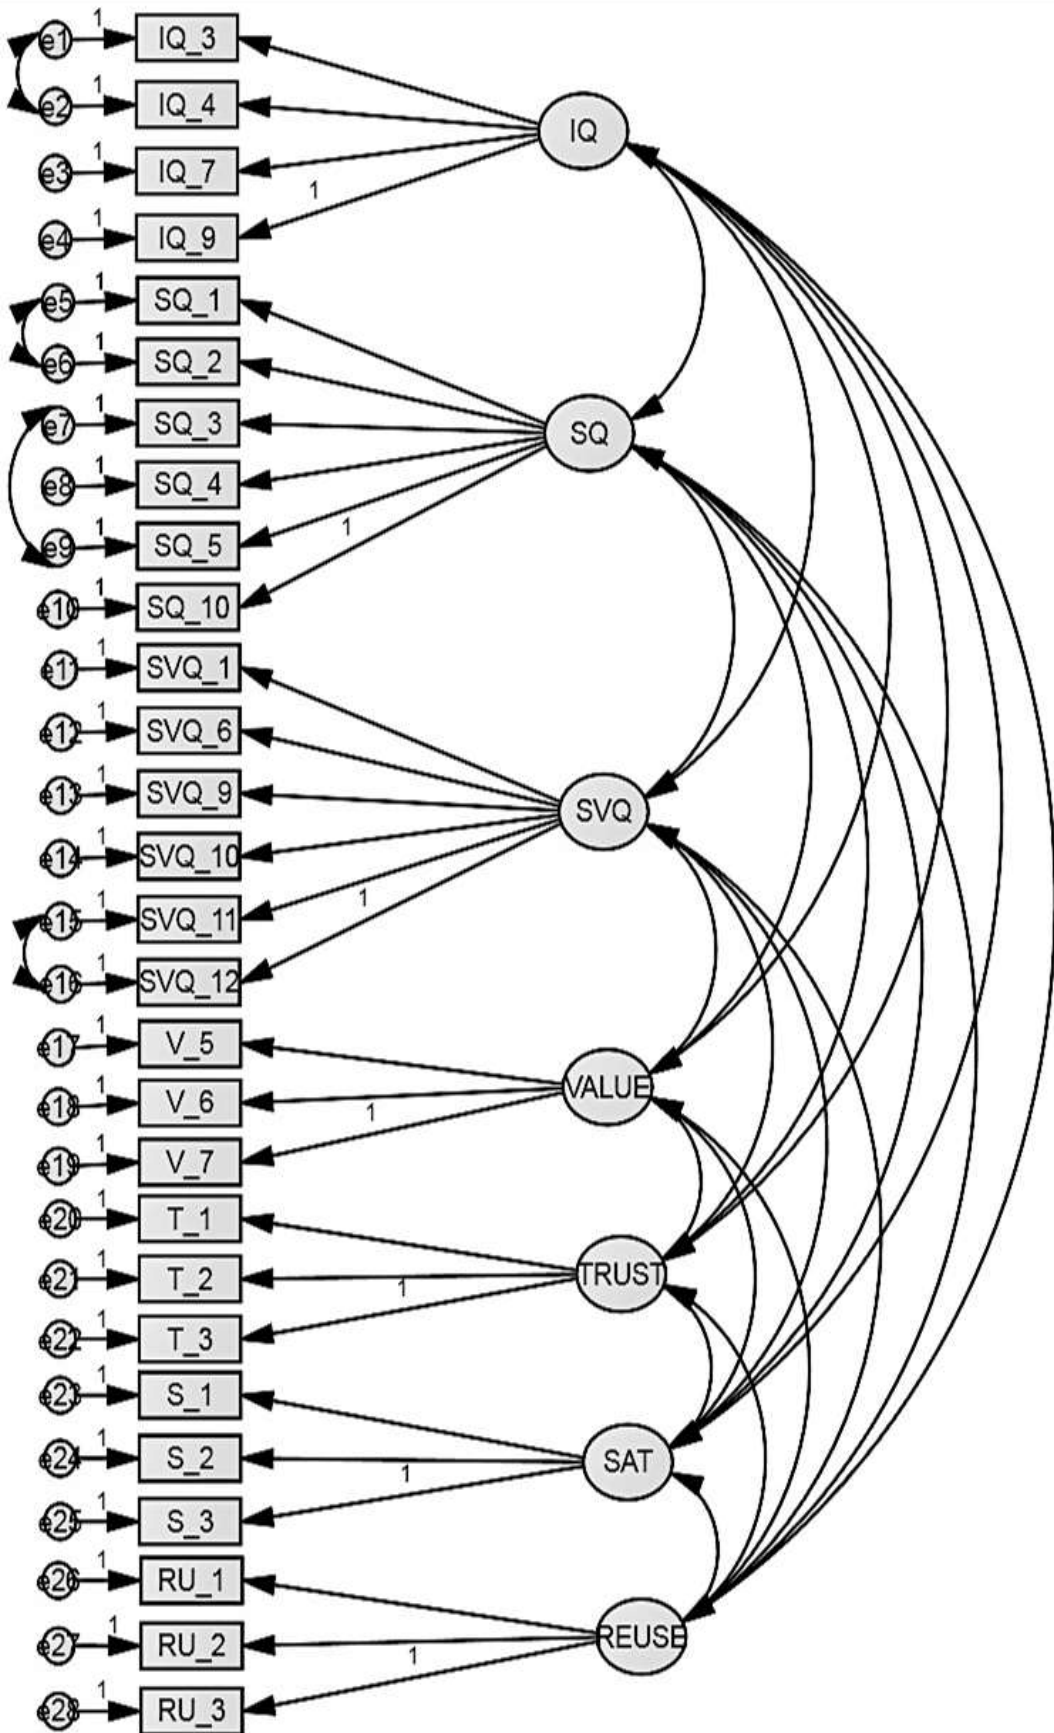 1
e1 IQ_3
1
e2 IQ_4
IQ
1
e3 IQ_7
1
1
e4 IQ_9
1
e5 SQ_1
1
e6 SQ_2
1
e7 SQ_3
SQ
1
e8 SQ_4
1
1
e9 SQ_5
1
e10 SQ_10
1
e11 SVQ_1
1
e12 SVQ_6
1
e13 SVQ_9
SVQ
1
e14 SVQ_10
1
1
e15 SVQ_11
1
e16 SVQ_12
1
e17 V_5
VALUE
1
e18 V_6
1
1
e19 V_7
1
e20 T_1
1
e21 T_2
TRUST
1
1
e22 T_3
1
e23 S_1
1
e24 S_2
SAT
1
1
e25 S_3
1
e26 RU_1
1
e27 RU_2
REUSE
1
1
e28 RU_3